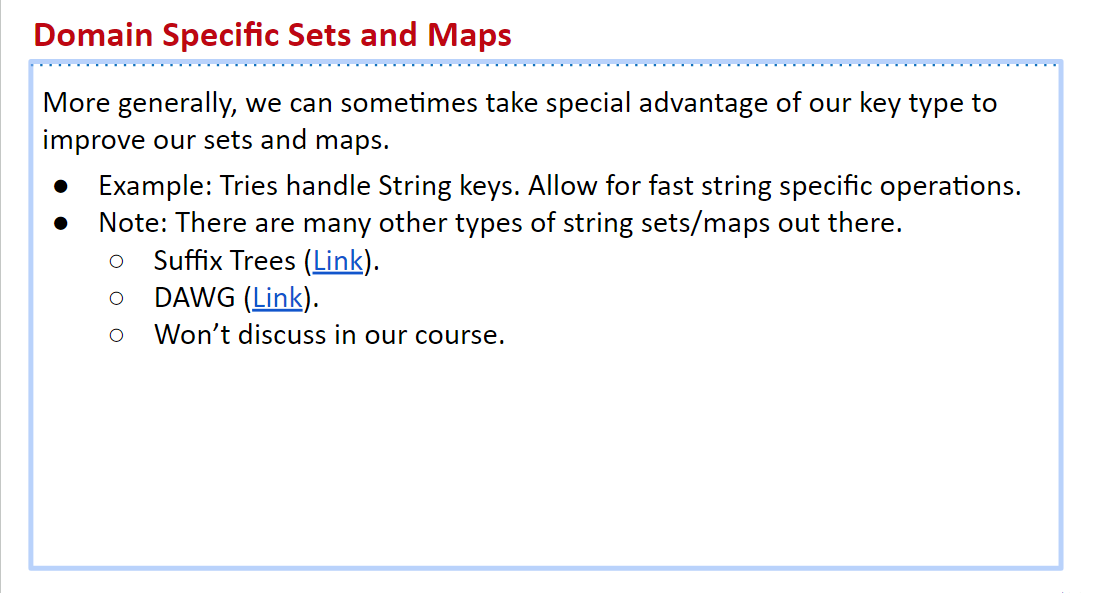 Domain Specific Sets and Maps
More generally, we can sometimes take special advantage of our key type to
improve our sets and maps.
● Example: Tries handle String keys. Allow for fast string specific operations.
● Note: There are many other types of string sets/maps out there.
○ Suffix Trees (Link).
○ DAWG (Link).
○ Won’t discuss in our course.